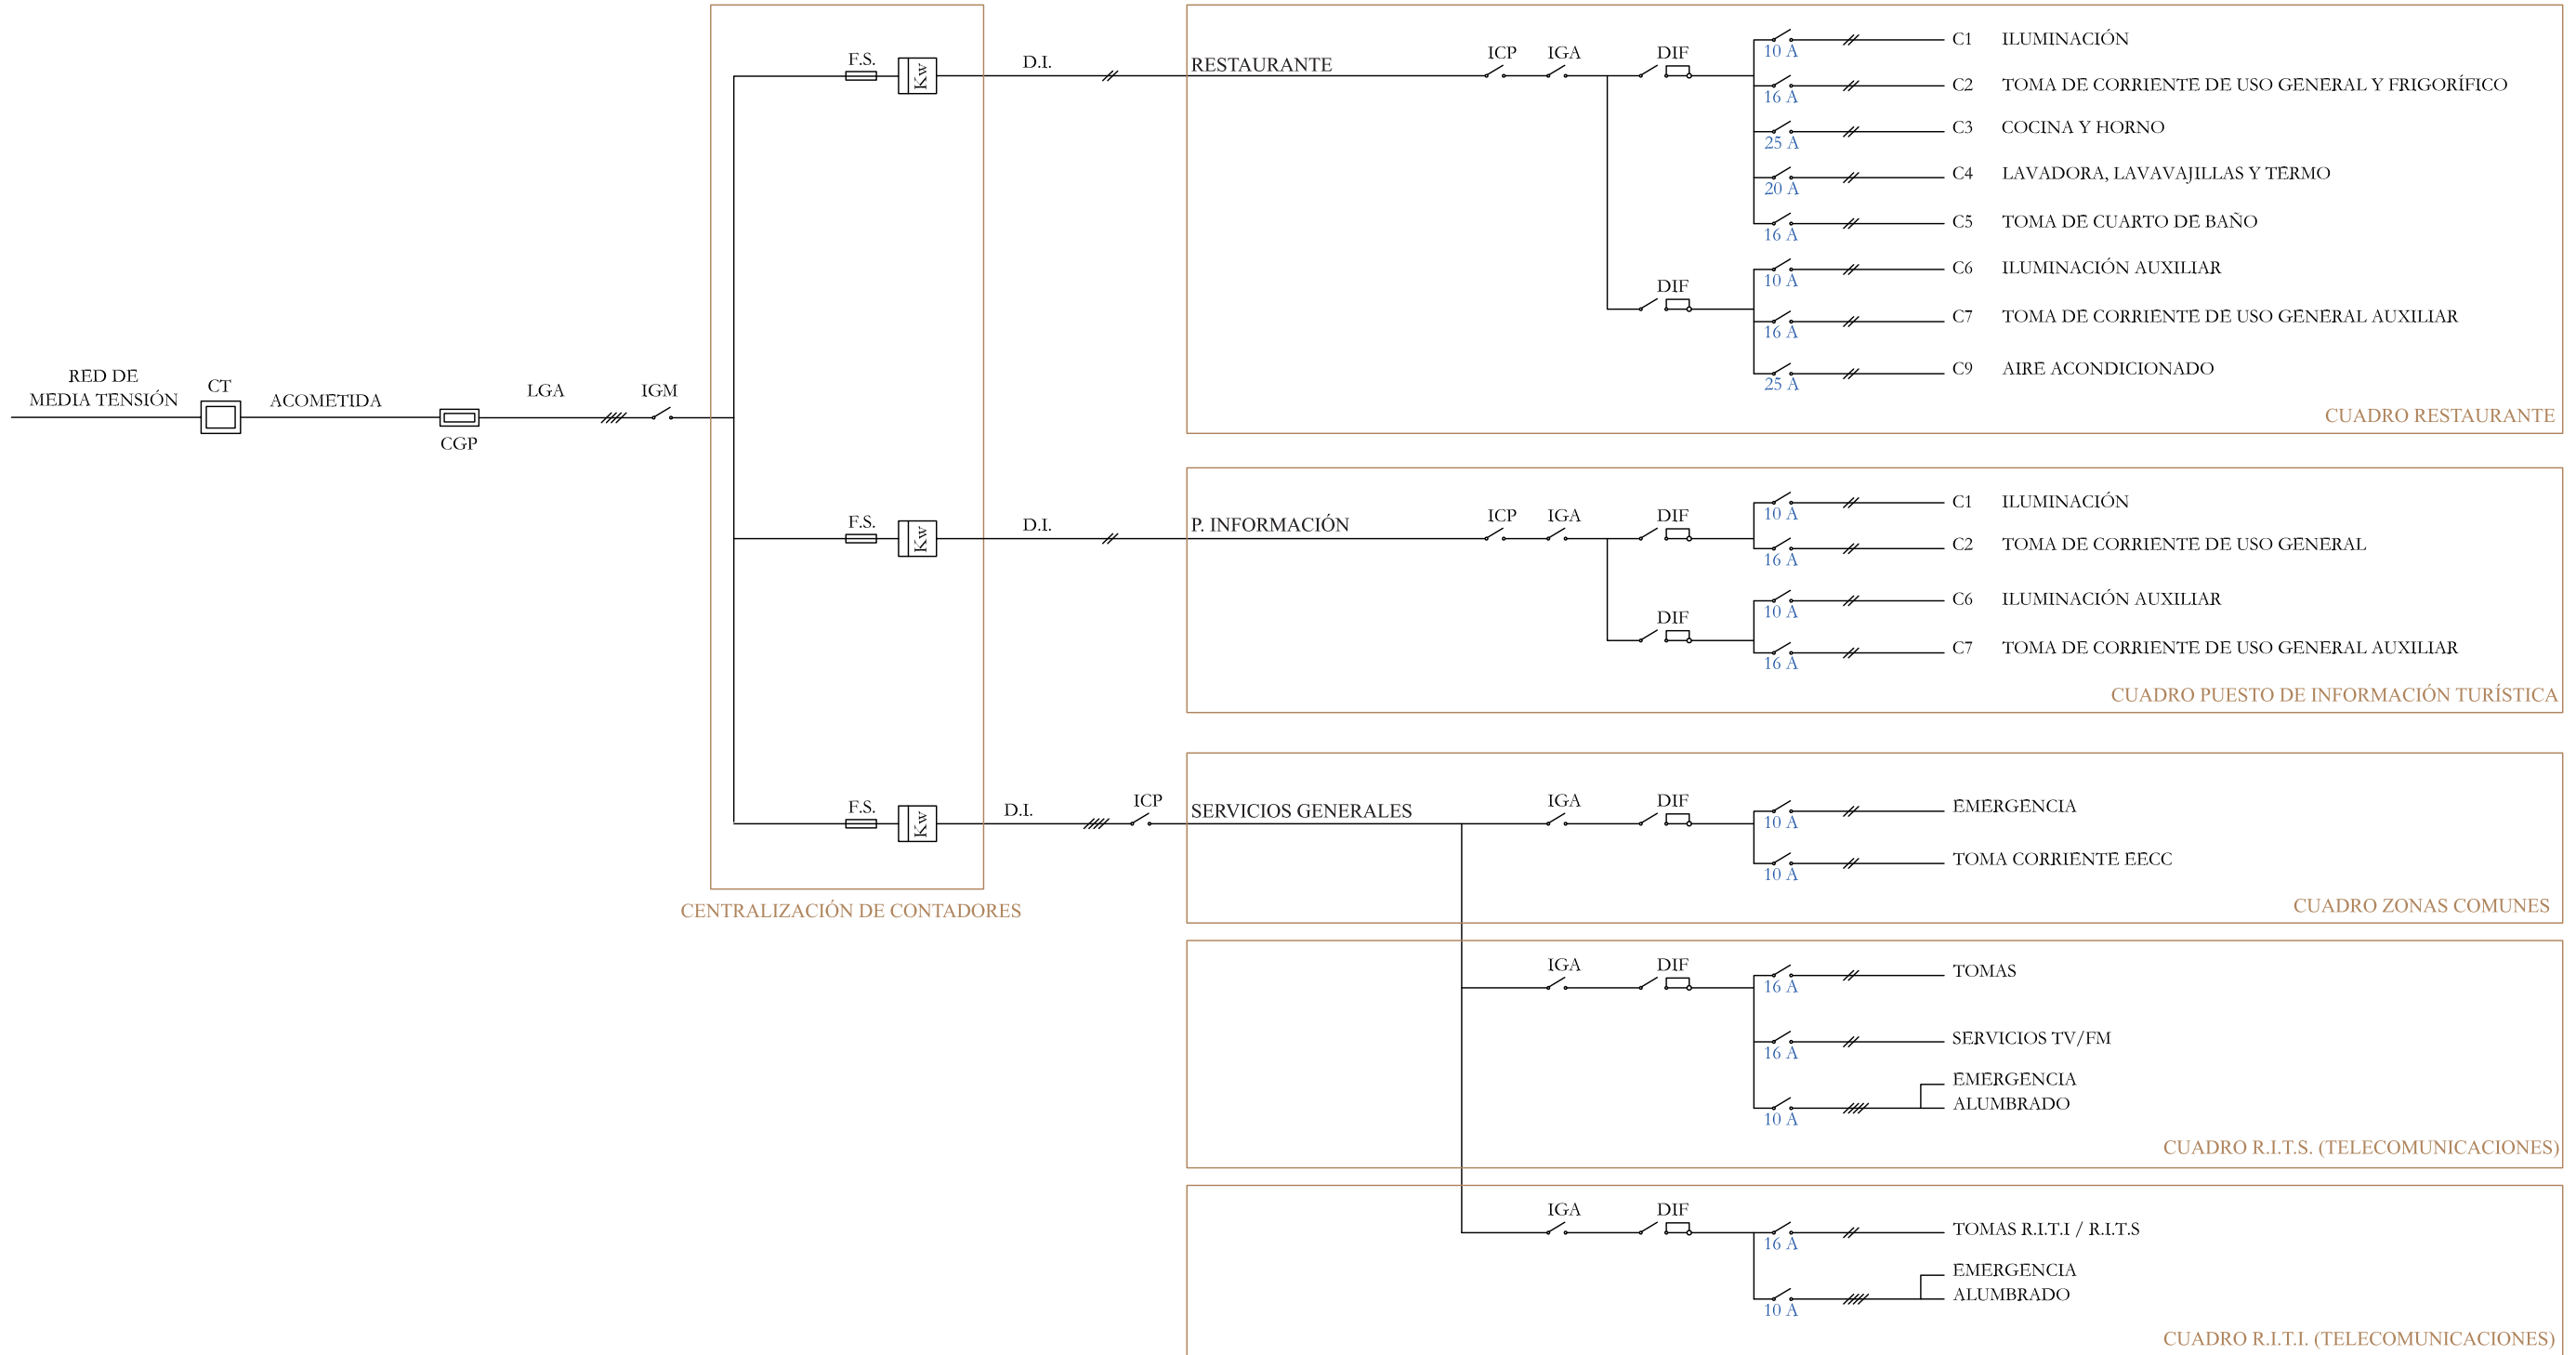 RED DE
MEDIA TENSIÓN
CT
ACOMETIDA
CGP
LGA
IGM
F.S.
Kw
D.I.
RESTAURANTE
ICP
IGA
DIF
10 A
C1 ILUMINACIÓN
16 A
C2 TOMA DE CORRIENTE DE USO GENERAL Y FRIGORÍFICO
25 A
C3 COCINA Y HORNO
20 A
C4 LAVADORA, LAVAVAJILLAS Y TERMO
16 A
C5 TOMA DE CUARTO DE BAÑO
DIF
10 A
C6 ILUMINACIÓN AUXILIAR
16 A
C7 TOMA DE CORRIENTE DE USO GENERAL AUXILIAR
25 A
C9 AIRE ACONDICIONADO
CUADRO RESTAURANTE
F.S.
Kw
D.I.
P. INFORMACIÓN
ICP
IGA
DIF
10 A
C1 ILUMINACIÓN
16 A
C2 TOMA DE CORRIENTE DE USO GENERAL
DIF
10 A
C6 ILUMINACIÓN AUXILIAR
16 A
C7 TOMA DE CORRIENTE DE USO GENERAL AUXILIAR
CUADRO PUESTO DE INFORMACIÓN TURÍSTICA
F.S.
Kw
D.I.
ICP
SERVICIOS GENERALES
IGA
DIF
10 A
EMERGENCIA
10 A
TOMA CORRIENTE EECC
CUADRO ZONAS COMUNES
CENTRALIZACIÓN DE CONTADORES
IGA
DIF
16 A
TOMAS
16 A
SERVICIOS TV/FM
10 A
EMERGENCIA
ALUMBRADO
CUADRO R.I.T.S. (TELECOMUNICACIONES)
IGA
DIF
16 A
TOMAS R.I.T.I / R.I.T.S
10 A
EMERGENCIA
ALUMBRADO
CUADRO R.I.T.I. (TELECOMUNICACIONES)